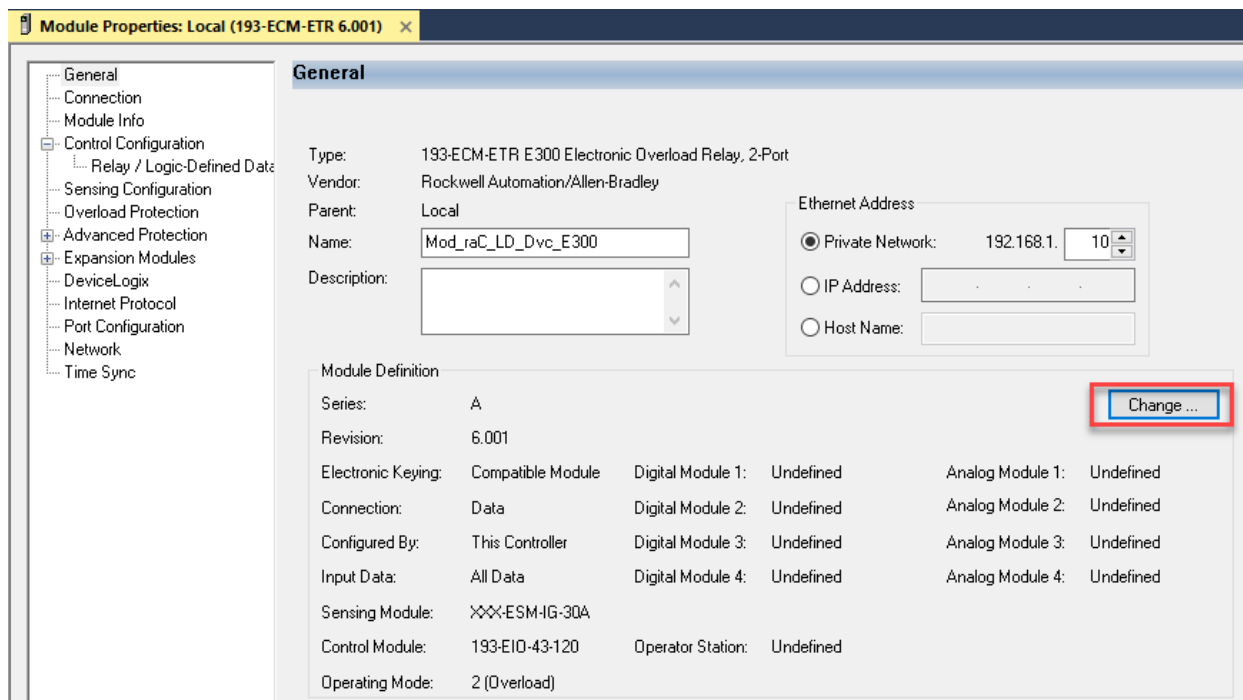 Module Properties: Local (193-ECM-ETR 6.001) ×
General
Connection
Module Info
Control Configuration
Relay / Logic-Defined Data
Sensing Configuration
Overload Protection
Advanced Protection
Expansion Modules
DeviceLogix
Internet Protocol
Port Configuration
Network
Time Sync
General
Type: 193-ECM-ETR E300 Electronic Overload Relay, 2-Port
Vendor: Rockwell Automation/Allen-Bradley
Parent: Local
Name: Mod_raC_LD_Dvc_E300
Description:
Ethernet Address
Private Network: 192.168.1. 10
IP Address: . . .
Host Name:
Module Definition
Change ...
Series: A
Revision: 6.001
Electronic Keying: Compatible Module Digital Module 1: Undefined Analog Module 1: Undefined
Connection: Data Digital Module 2: Undefined Analog Module 2: Undefined
Configured By: This Controller Digital Module 3: Undefined Analog Module 3: Undefined
Input Data: All Data Digital Module 4: Undefined Analog Module 4: Undefined
Sensing Module: XXX-ESM-IG-30A
Control Module: 193-EIO-43-120 Operator Station: Undefined
Operating Mode: 2 (Overload)